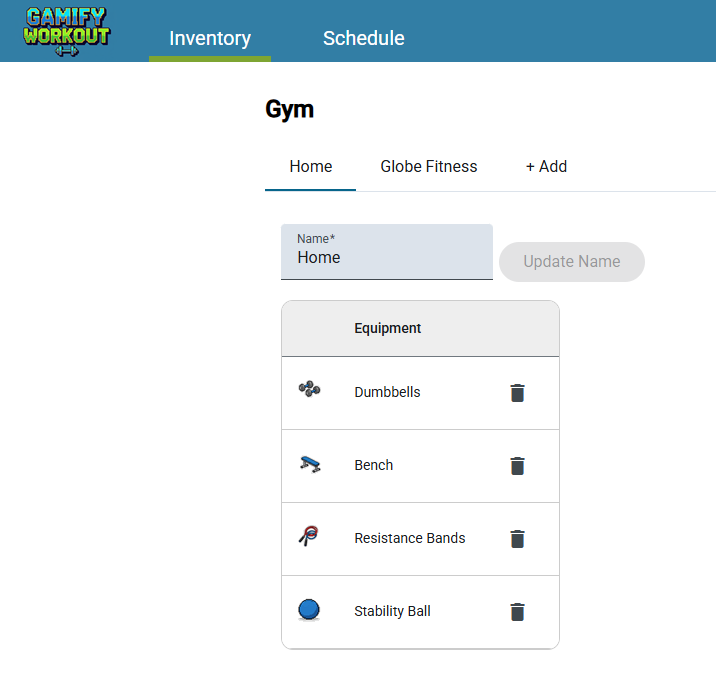 GAMIFY
WORKOUT
Inventory
Schedule
Gym
Home
Globe Fitness
+ Add
Name*
Home
Update Name
Equipment
Dumbbells
Bench
Resistance Bands
Stability Ball